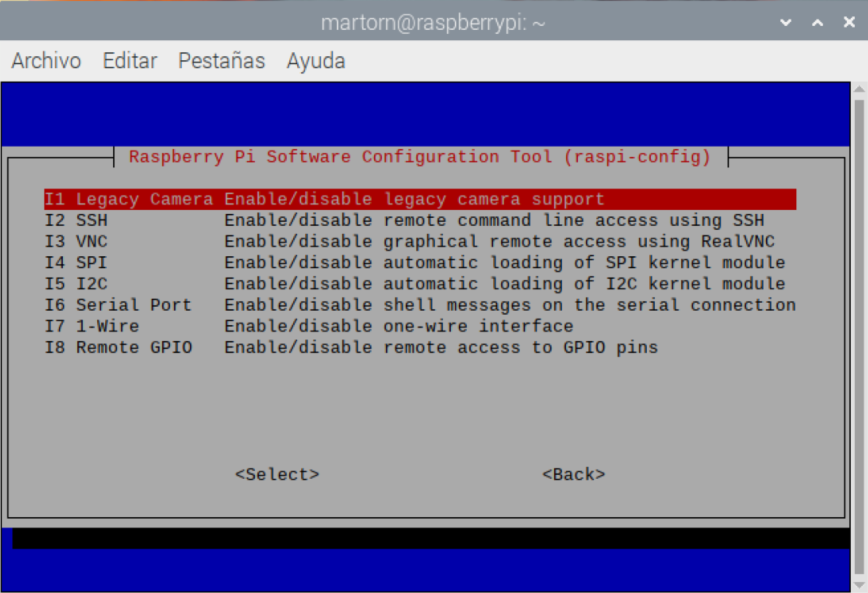 martorn@raspberrypi: ~
Archivo Editar Pestañas Ayuda
Raspberry Pi Software Configuration Tool (raspi-config)
I1 Legacy Camera Enable/disable legacy camera support
I2 SSH Enable/disable remote command line access using SSH
I3 VNC Enable/disable graphical remote access using RealVNC
I4 SPI Enable/disable automatic loading of SPI kernel module
I5 I2C Enable/disable automatic loading of I2C kernel module
I6 Serial Port Enable/disable shell messages on the serial connection
I7 1-Wire Enable/disable one-wire interface
I8 Remote GPIO Enable/disable remote access to GPIO pins
<Select> <Back>